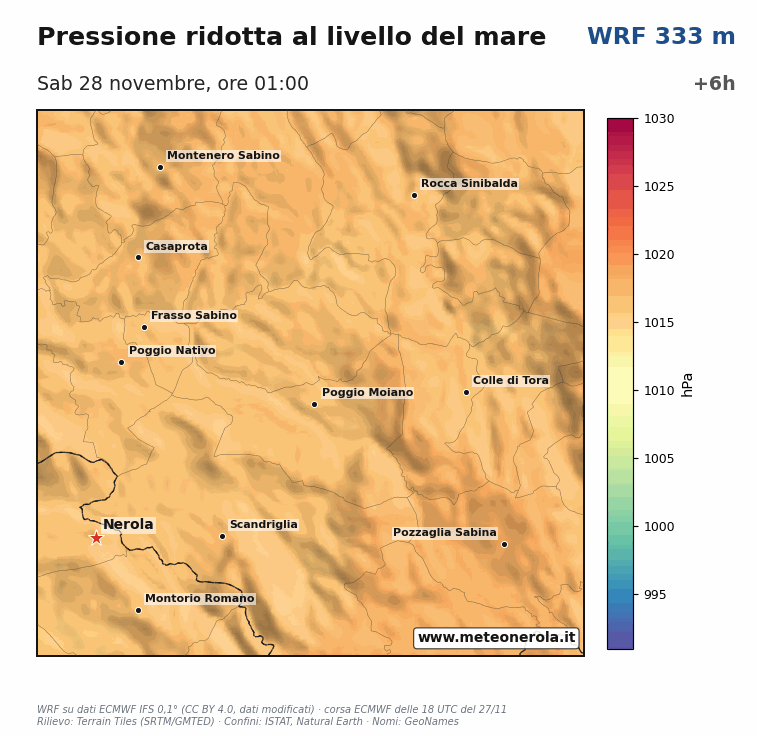 Pressione ridotta al livello del mare
WRF 333 m
Sab 28 novembre, ore 01:00
+6h
Montenero Sabino
Rocca Sinibalda
Casaprota
Frasso Sabino
Poggio Nativo
Colle di Tora
Poggio Moiano
Nerola
Scandriglia
Pozzaglia Sabina
Montorio Romano
www.meteonerola.it
1030
1025
1020
1015
1010
1005
1000
995
hPa
WRF su dati ECMWF IFS 0,1° (CC BY 4.0, dati modificati) · corsa ECMWF delle 18 UTC del 27/11
Rilievo: Terrain Tiles (SRTM/GMTED) · Confini: ISTAT, Natural Earth · Nomi: GeoNames